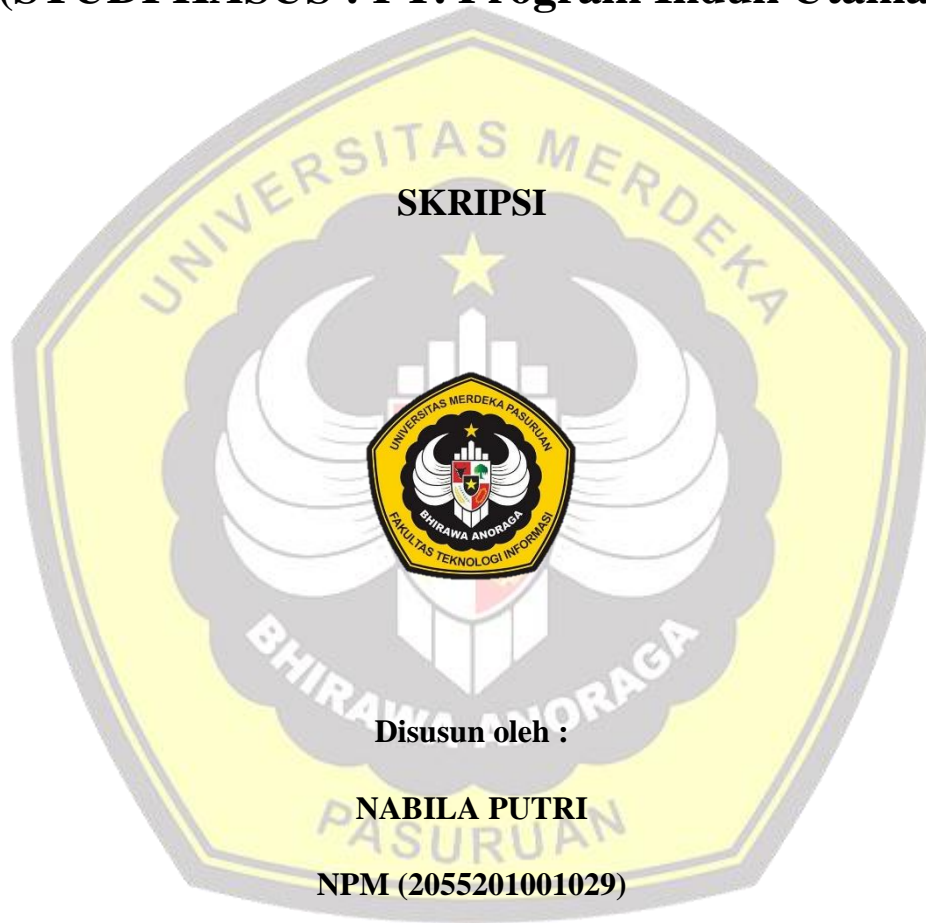 (STUDI KASUS : PT. Program Induk Utama
UNIVERSITAS MERDEKA
SKRIPSI
UNIVERSITAS MERDEKA PASURUAN
BHIRAWA ANORAGA
FAKULTAS TEKNOLOGI INFORMASI
BHIRAWA ANORAGA
Disusun oleh :
NABILA PUTRI
PASURUAN
NPM (2055201001029)